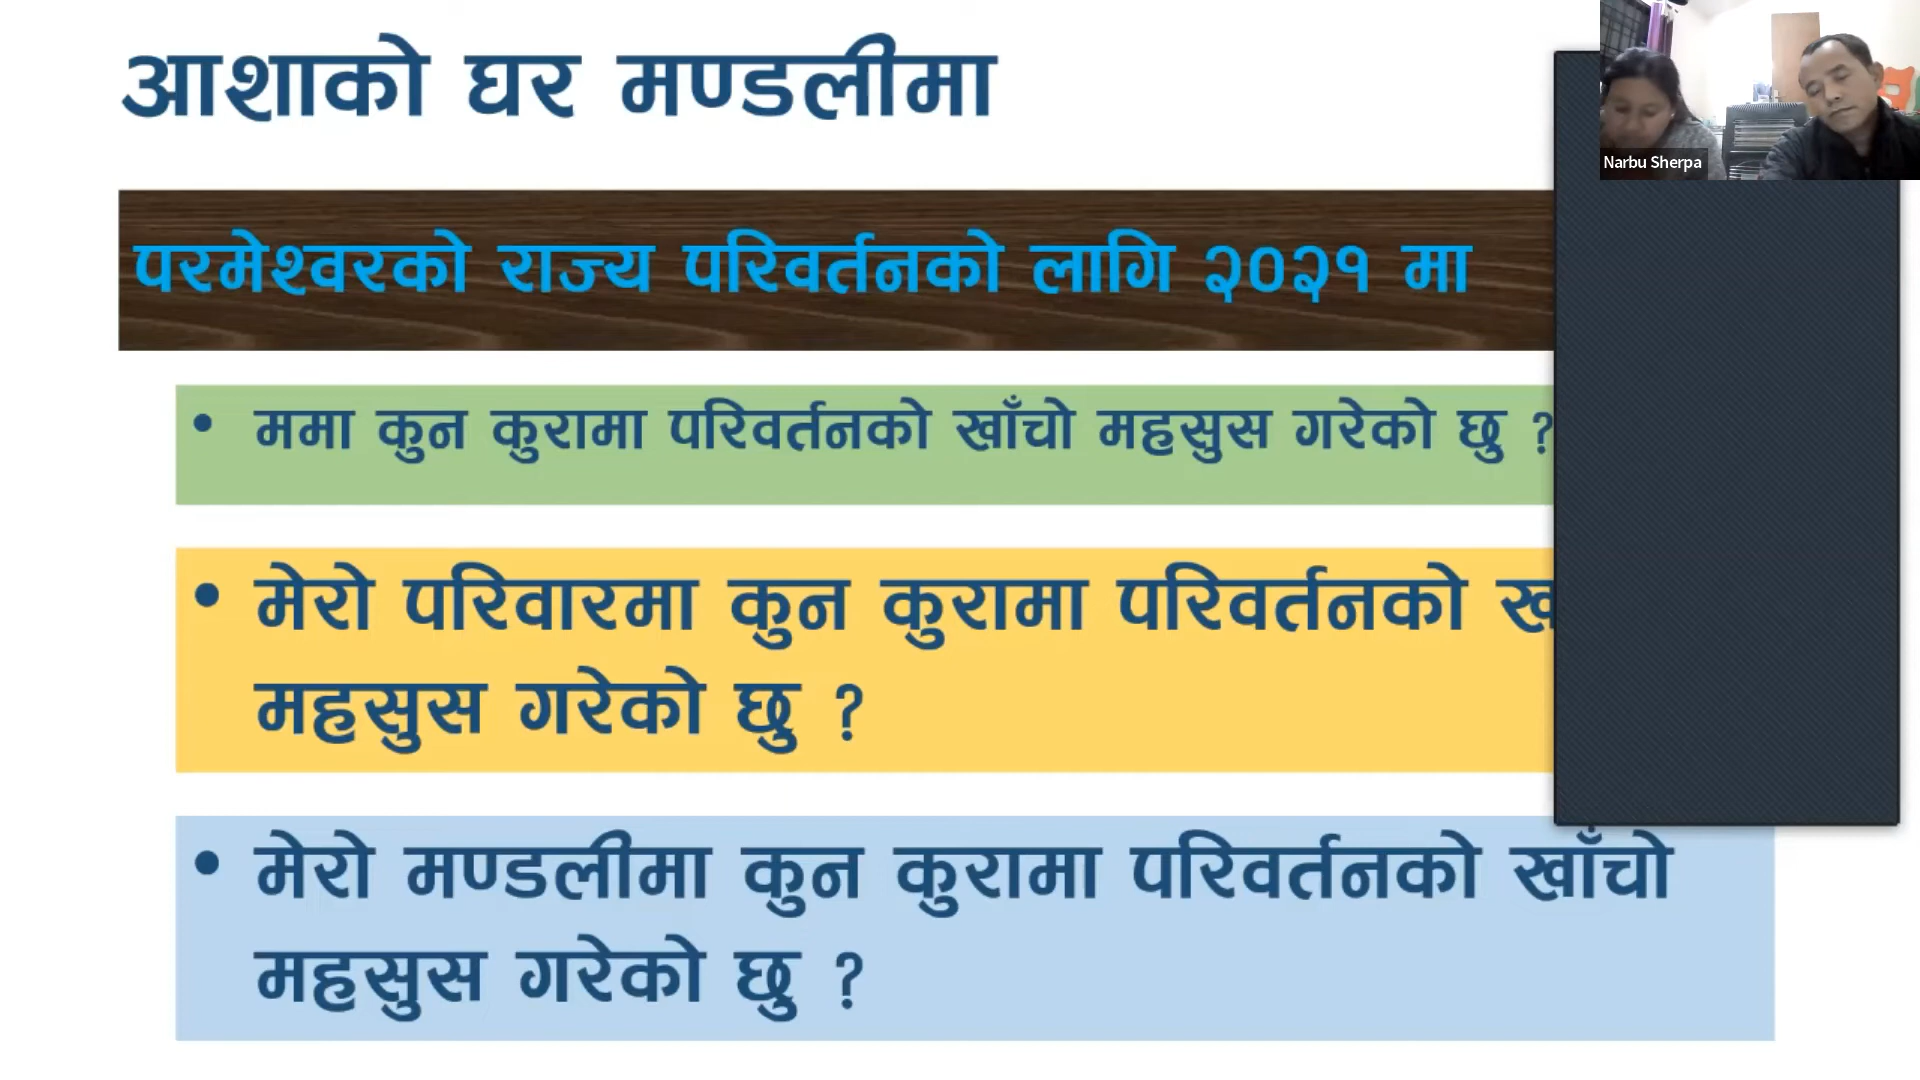 आशाको घर मण्डलीमा
Narbu Sherpa
परमेश्वरको राज्य परिवर्तनको लागि २०२१ मा
• ममा कुन कुरामा परिवर्तनको खाँचो महसुस गरेको छु ?
• मेरो परिवारमा कुन कुरामा परिवर्तनको
महसुस गरेको छु ?
• मेरो मण्डलीमा कुन कुरामा परिवर्तनको खाँचो
महसुस गरेको छु ?